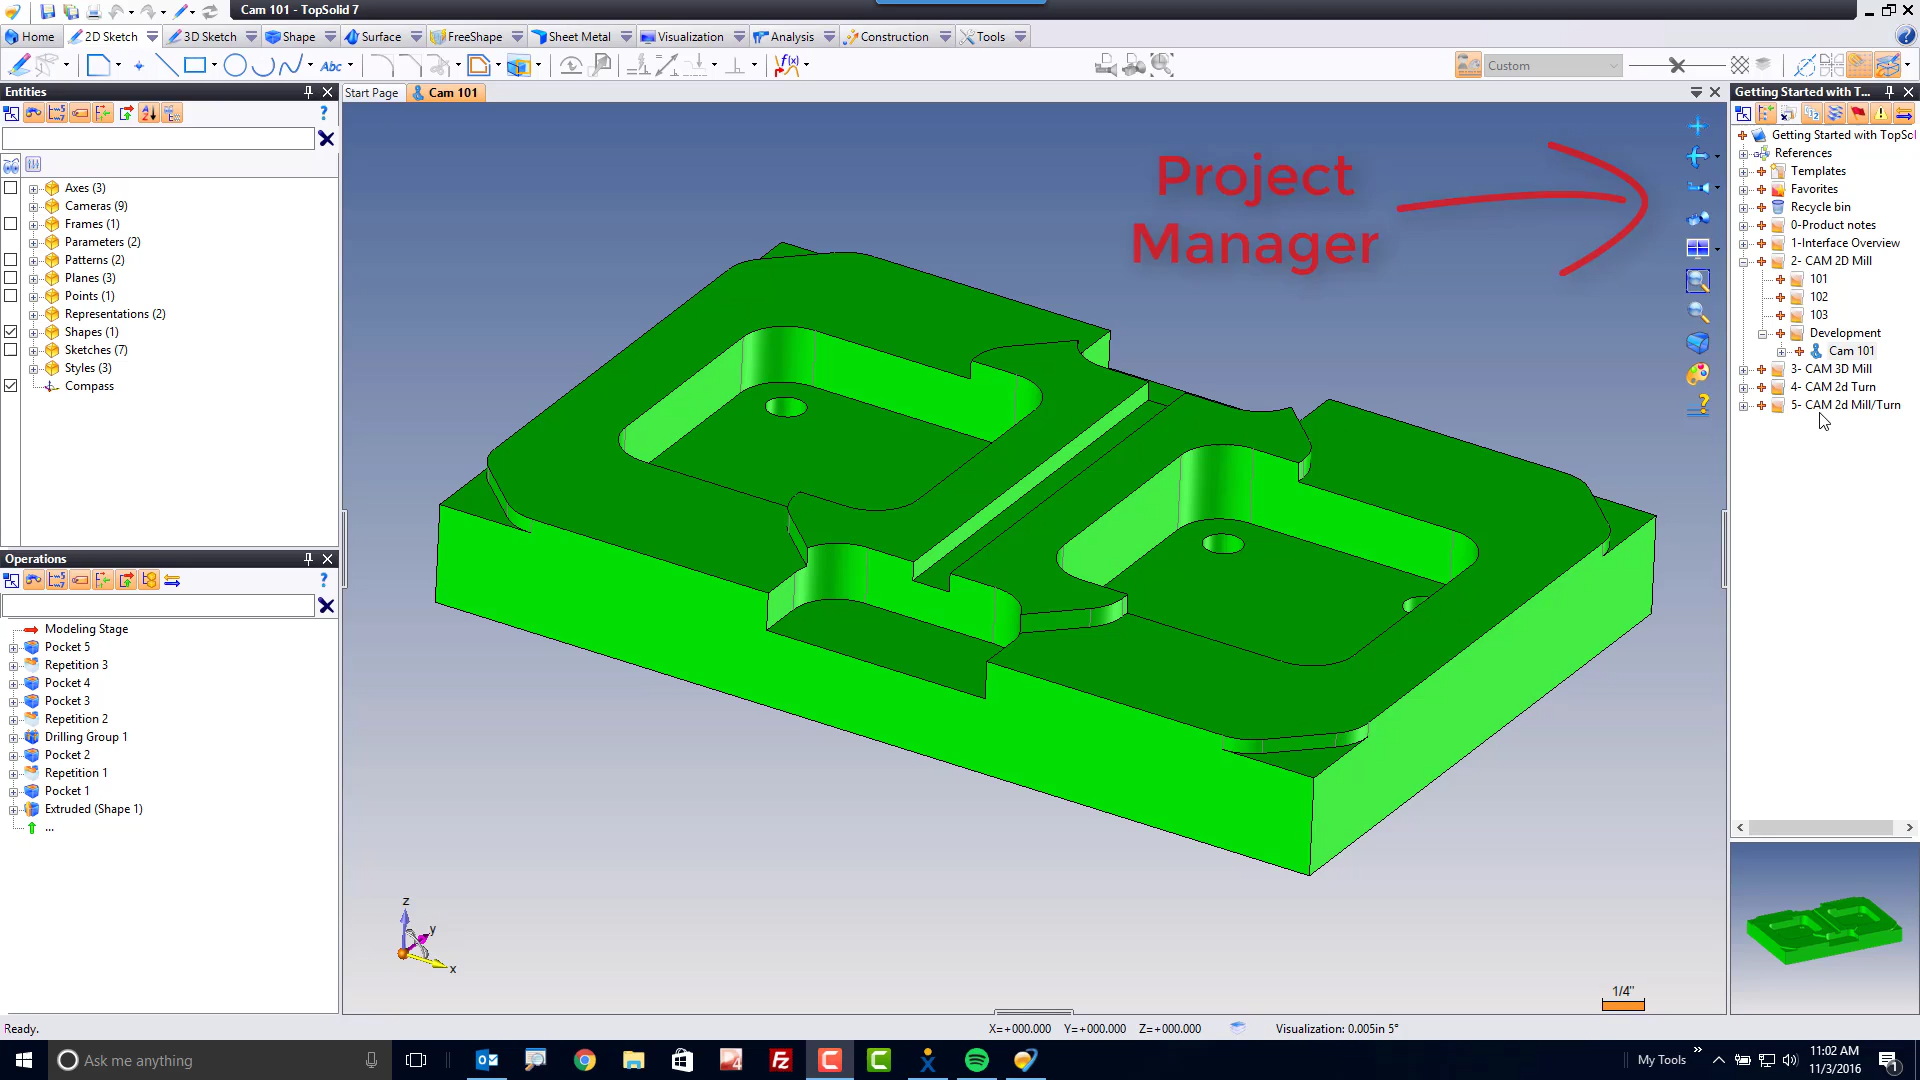 Cam 101 - TopSolid 7
Home
2D Sketch
3D Sketch
Shape
Surface
FreeShape
Sheet Metal
Visualization
Analysis
Construction
Tools
Abc
f(x)
Custom
Entities
Start Page
Cam 101
Getting Started with T...
Axes (3)
Cameras (9)
Frames (1)
Parameters (2)
Patterns (2)
Planes (3)
Points (1)
Representations (2)
Shapes (1)
Sketches (7)
Styles (3)
Compass
Operations
Modeling Stage
Pocket 5
Repetition 3
Pocket 4
Pocket 3
Repetition 2
Drilling Group 1
Pocket 2
Repetition 1
Pocket 1
Extruded (Shape 1)
...
Project
Manager
z
y
x
1/4"
Getting Started with TopSol
References
Templates
Favorites
Recycle bin
0-Product notes
1-Interface Overview
2- CAM 2D Mill
101
102
103
Development
Cam 101
3- CAM 3D Mill
4- CAM 2d Turn
5- CAM 2d Mill/Turn
Ready.
X=+000.000 Y=+000.000 Z=+000.000
Visualization: 0.005in 5°
Ask me anything
My Tools
11:02 AM
11/3/2016